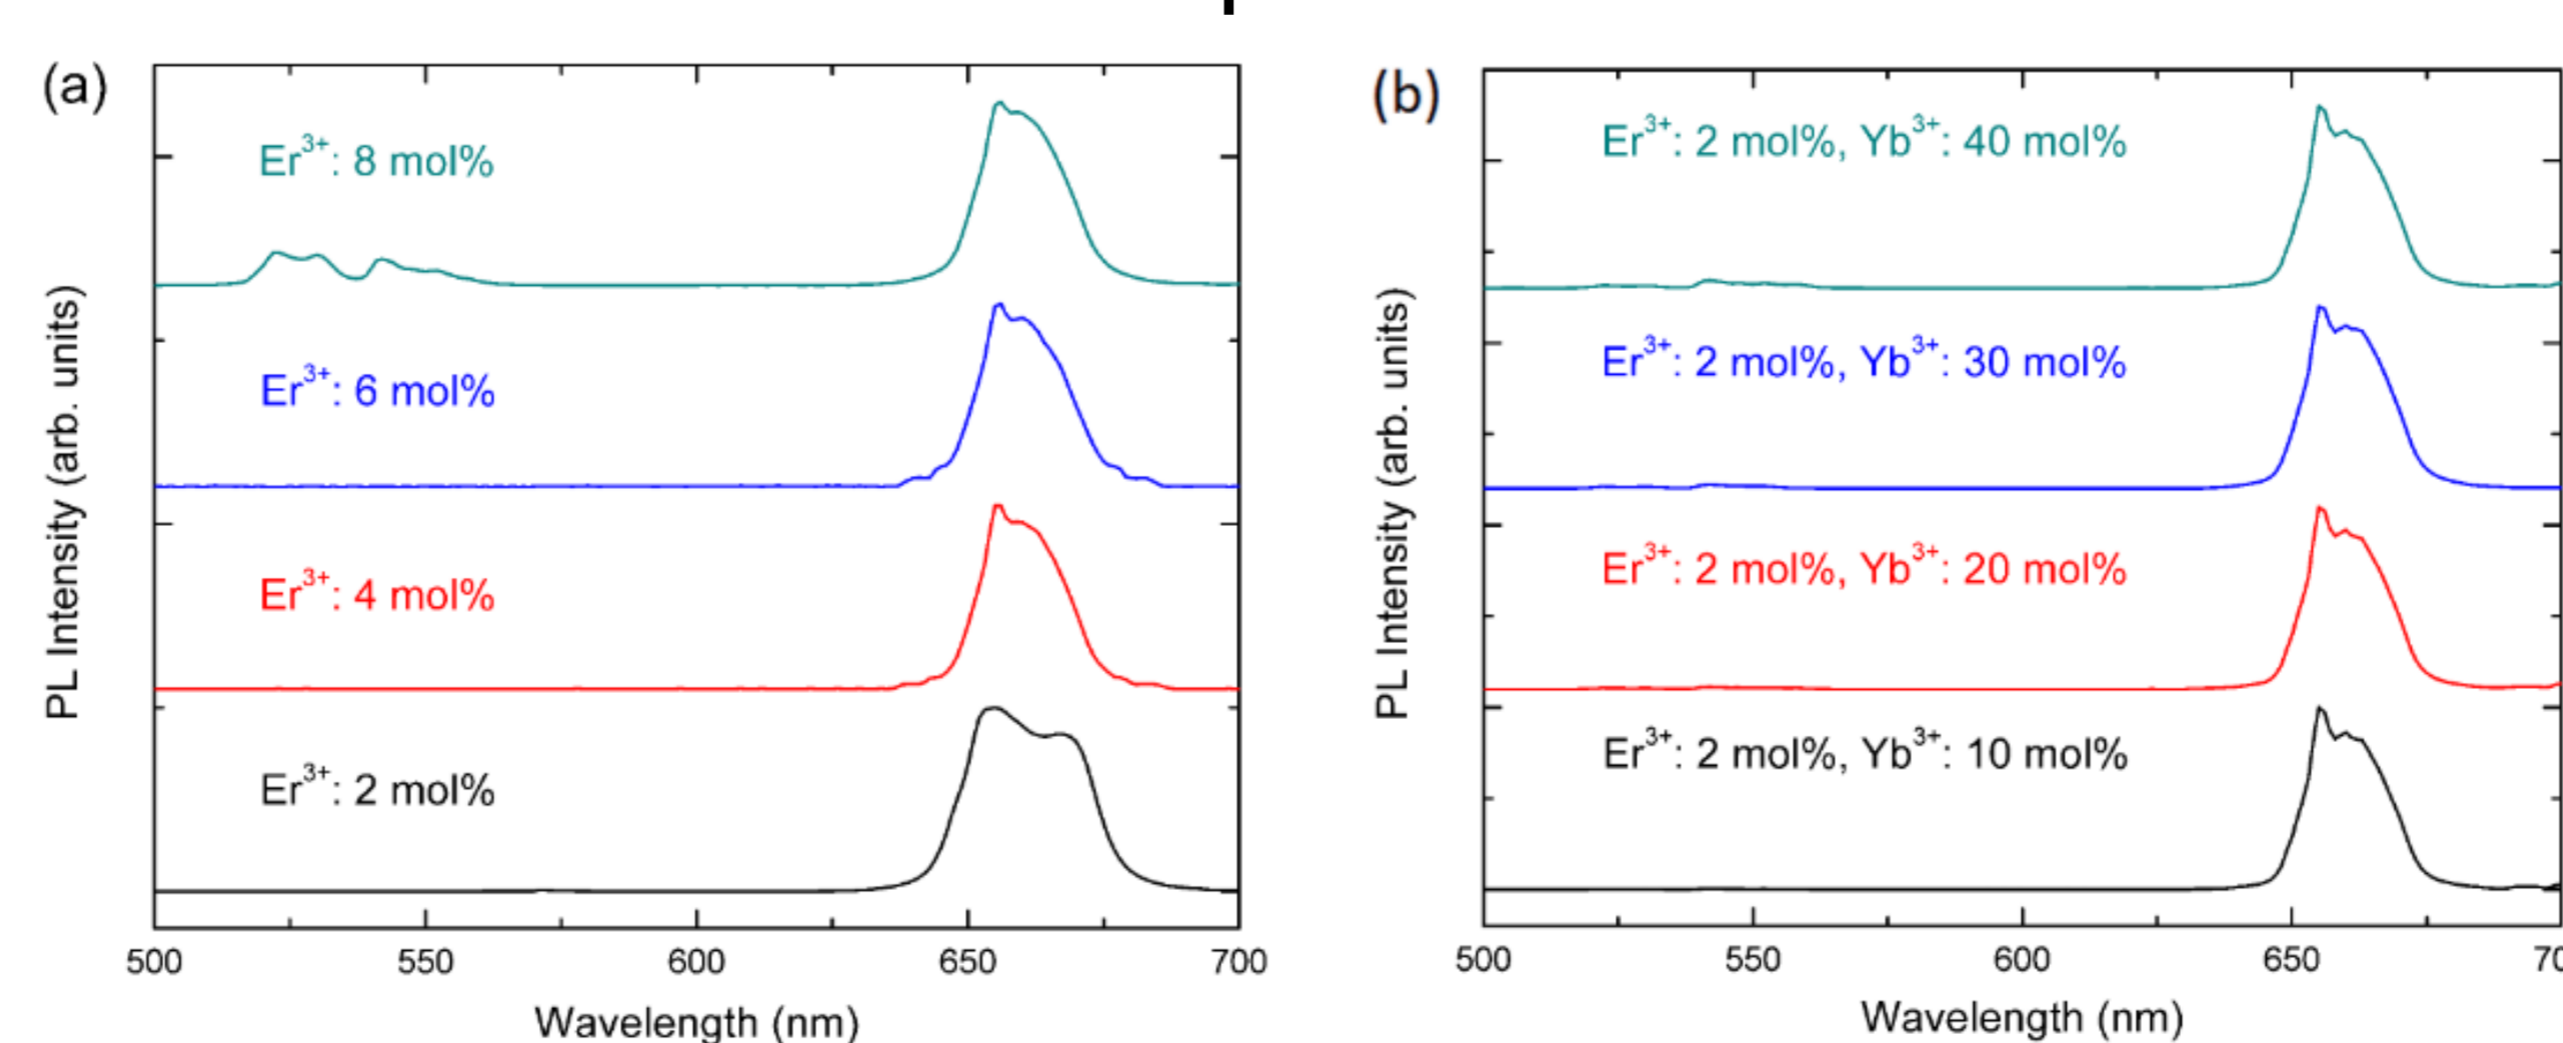 (a)
Er³⁺: 8 mol%
Er³⁺: 6 mol%
Er³⁺: 4 mol%
Er³⁺: 2 mol%
PL Intensity (arb. units)
500 550 600 650 700
Wavelength (nm)
(b)
Er³⁺: 2 mol%, Yb³⁺: 40 mol%
Er³⁺: 2 mol%, Yb³⁺: 30 mol%
Er³⁺: 2 mol%, Yb³⁺: 20 mol%
Er³⁺: 2 mol%, Yb³⁺: 10 mol%
PL Intensity (arb. units)
500 550 600 650 70
Wavelength (nm)